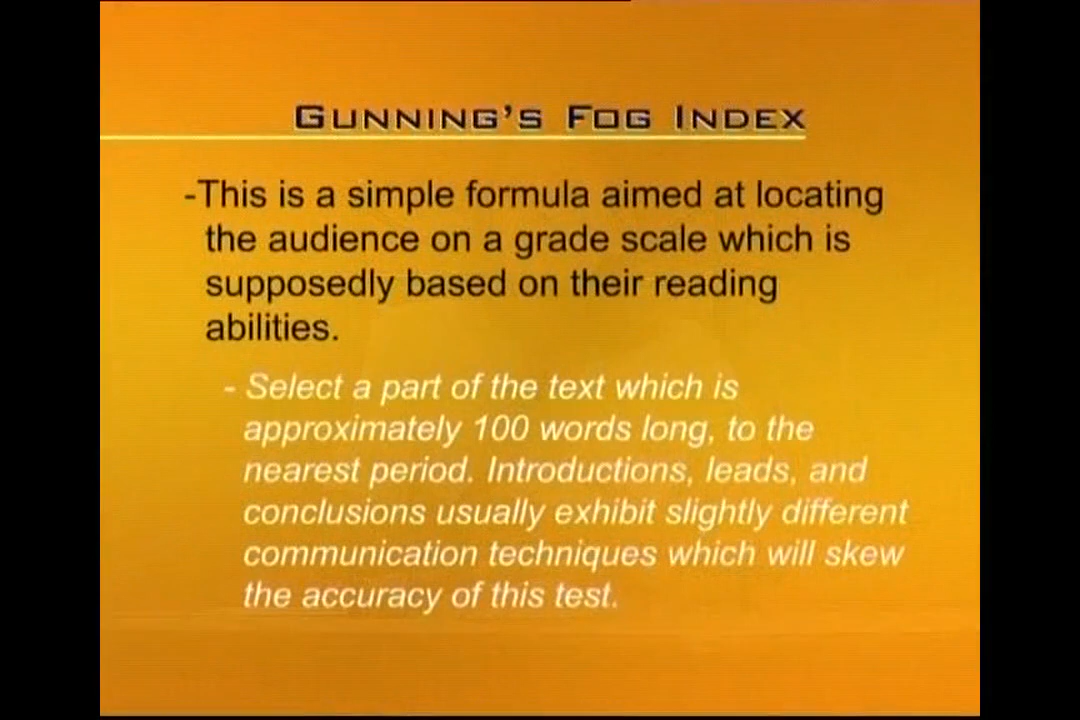 GUNNING'S FOG INDEX
-This is a simple formula aimed at locating
the audience on a grade scale which is
supposedly based on their reading
abilities.
- Select a part of the text which is
approximately 100 words long, to the
nearest period. Introductions, leads, and
conclusions usually exhibit slightly different
communication techniques which will skew
the accuracy of this test.